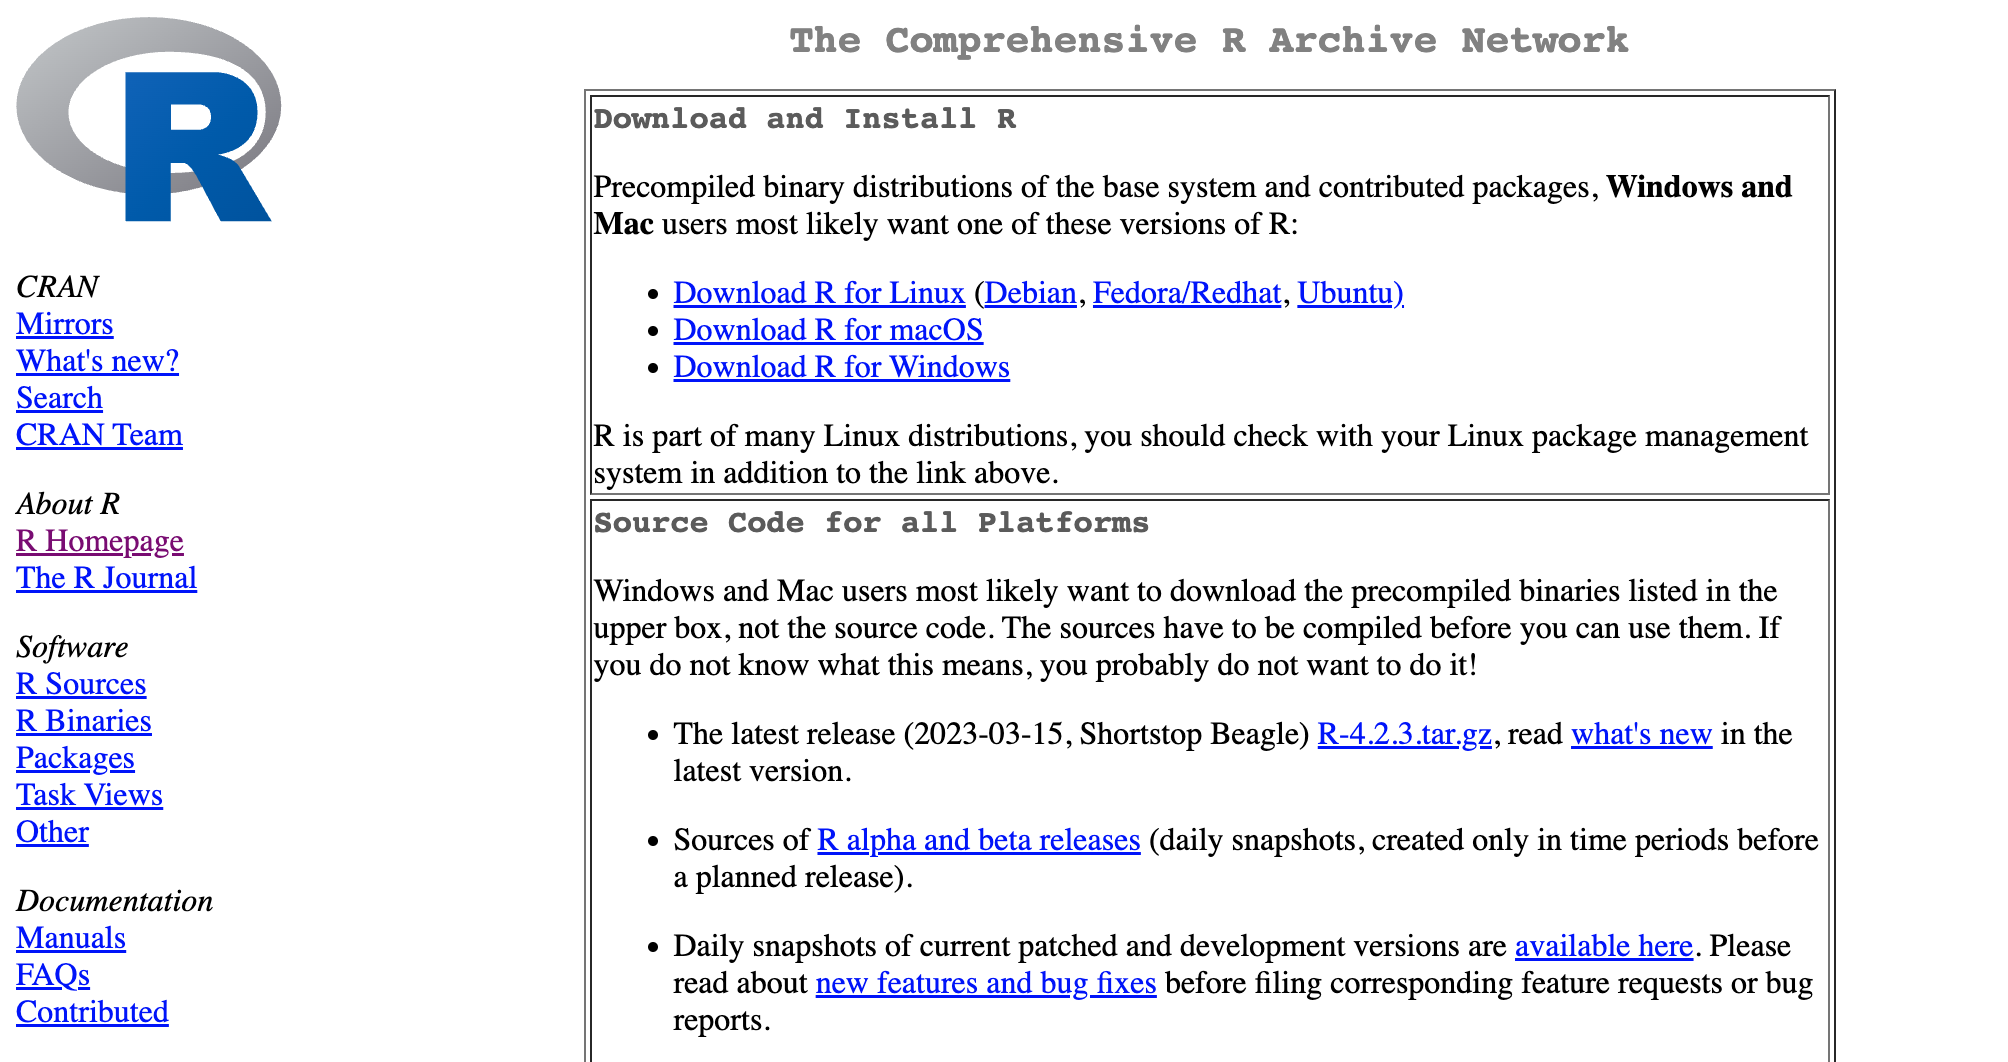 R
CRAN
Mirrors
What's new?
Search
CRAN Team
About R
R Homepage
The R Journal
Software
R Sources
R Binaries
Packages
Task Views
Other
Documentation
Manuals
FAQs
Contributed
The Comprehensive R Archive Network
Download and Install R
Precompiled binary distributions of the base system and contributed packages, Windows and
Mac users most likely want one of these versions of R:
• Download R for Linux (Debian, Fedora/Redhat, Ubuntu)
• Download R for macOS
• Download R for Windows
R is part of many Linux distributions, you should check with your Linux package management
system in addition to the link above.
Source Code for all Platforms
Windows and Mac users most likely want to download the precompiled binaries listed in the
upper box, not the source code. The sources have to be compiled before you can use them. If
you do not know what this means, you probably do not want to do it!
• The latest release (2023-03-15, Shortstop Beagle) R-4.2.3.tar.gz, read what's new in the
latest version.
• Sources of R alpha and beta releases (daily snapshots, created only in time periods before
a planned release).
• Daily snapshots of current patched and development versions are available here. Please
read about new features and bug fixes before filing corresponding feature requests or bug
reports.